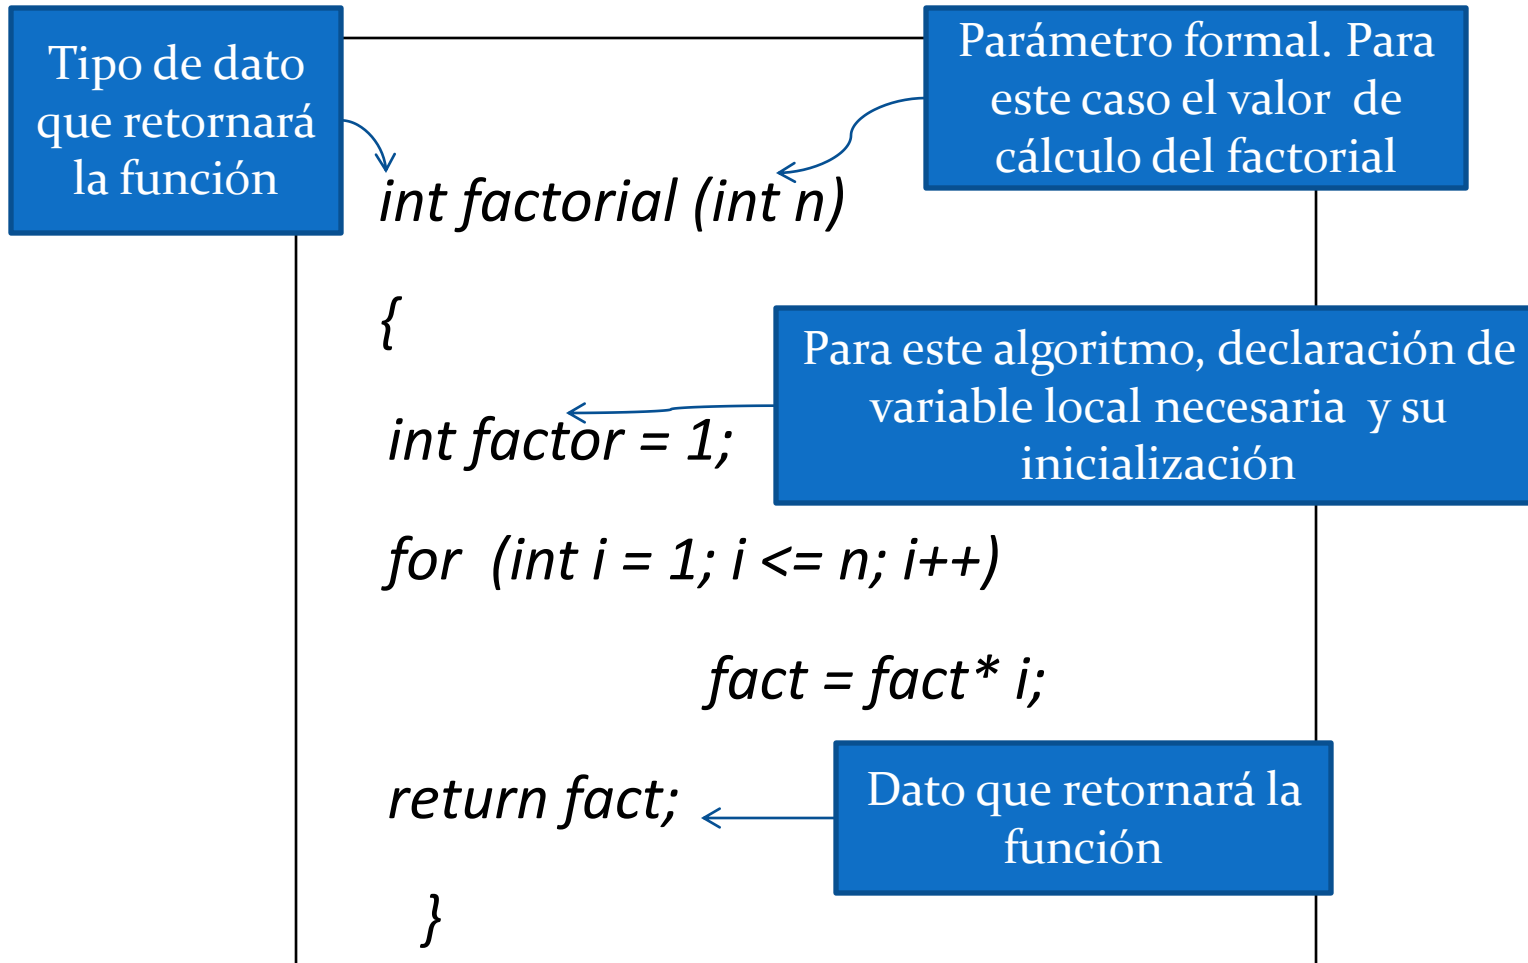 Tipo de dato
que retornará
la función
Parámetro formal. Para
este caso el valor de
cálculo del factorial
int factorial (int n)
{
Para este algoritmo, declaración de
variable local necesaria y su
inicialización
int factor = 1;
for (int i = 1; i <= n; i++)
fact = fact* i;
return fact;
Dato que retornará la
función
}